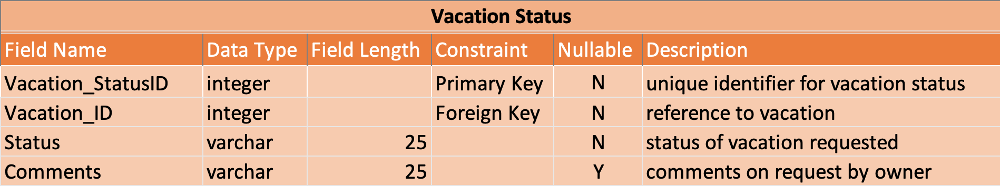 Vacation Status
Field Name Data Type Field Length Constraint Nullable Description
Vacation_StatusID integer Primary Key N unique identifier for vacation status
Vacation_ID integer Foreign Key N reference to vacation
Status varchar 25 N status of vacation requested
Comments varchar 25 Y comments on request by owner